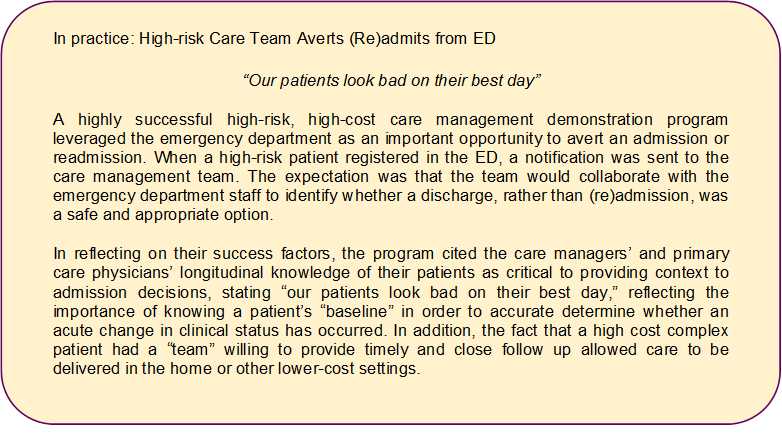 In practice: High-risk Care Team Averts (Re)admits from ED
“Our patients look bad on their best day”
A highly successful high-risk, high-cost care management demonstration program
leveraged the emergency department as an important opportunity to avert an admission or
readmission. When a high-risk patient registered in the ED, a notification was sent to the
care management team. The expectation was that the team would collaborate with the
emergency department staff to identify whether a discharge, rather than (re)admission, was
a safe and appropriate option.
In reflecting on their success factors, the program cited the care managers’ and primary
care physicians’ longitudinal knowledge of their patients as critical to providing context to
admission decisions, stating “our patients look bad on their best day,” reflecting the
importance of knowing a patient’s “baseline” in order to accurate determine whether an
acute change in clinical status has occurred. In addition, the fact that a high cost complex
patient had a “team” willing to provide timely and close follow up allowed care to be
delivered in the home or other lower-cost settings.